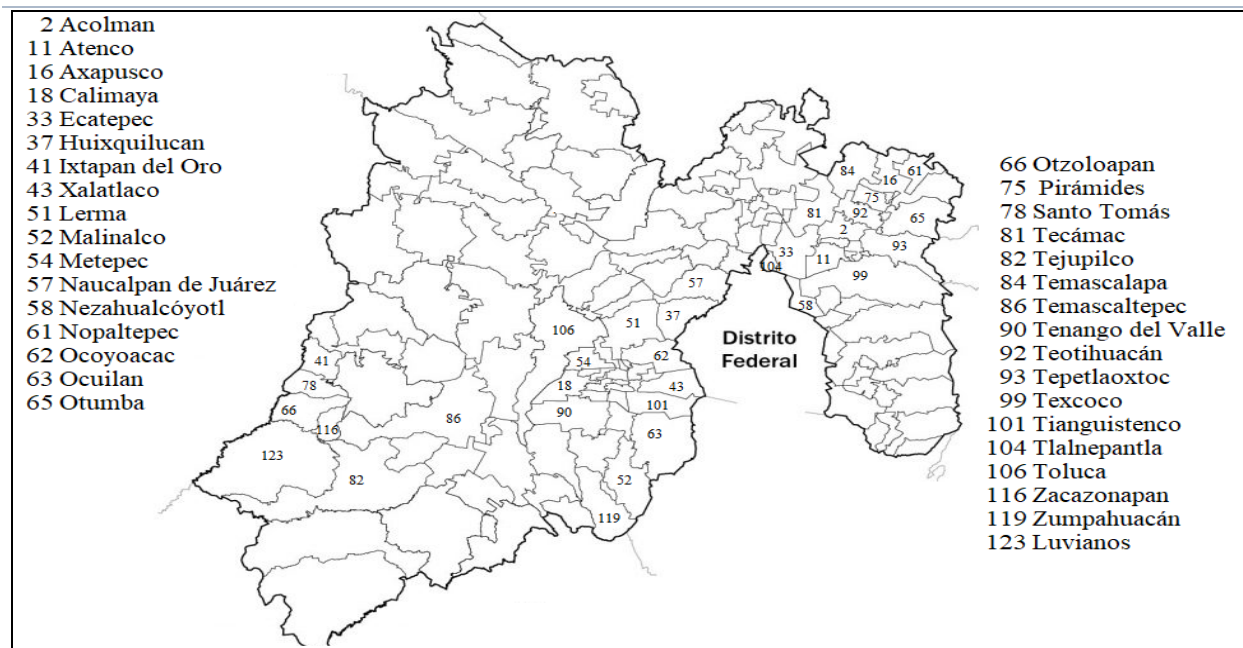 2 Acolman
11 Atenco
16 Axapusco
18 Calimaya
33 Ecatepec
37 Huixquilucan
41 Ixtapan del Oro
43 Xalatlaco
51 Lerma
52 Malinalco
54 Metepec
57 Naucalpan de Juárez
58 Nezahualcóyotl
61 Nopaltepec
62 Ocoyoacac
63 Ocuilan
65 Otumba
84
61
16
75
81
92
65
2
93
33
11
104
99
57
58
106
51
37
Distrito
Federal
41
54
62
78
18
43
66
86
90
101
116
63
123
82
52
119
66 Otzoloapan
75 Pirámides
78 Santo Tomás
81 Tecámac
82 Tejupilco
84 Temascalapa
86 Temascaltepec
90 Tenango del Valle
92 Teotihuacán
93 Tepetlaoxtoc
99 Texcoco
101 Tianguistenco
104 Tlalnepantla
106 Toluca
116 Zacazonapan
119 Zumpahuacán
123 Luvianos